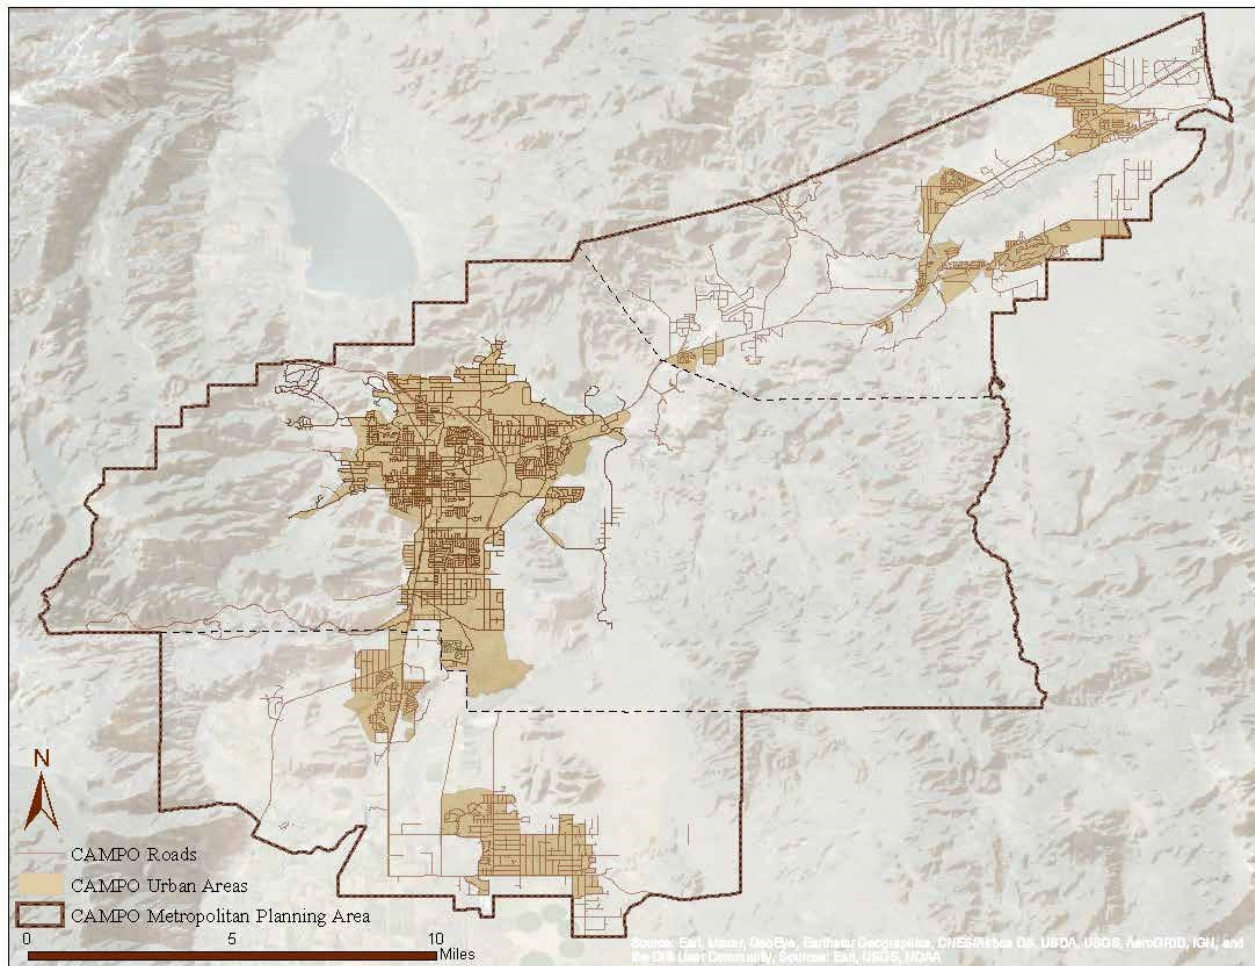 N
CAMPO Roads
CAMPO Urban Areas
CAMPO Metropolitan Planning Area
0 5 10
Miles
Source: Esri, Maxar, GeoEye, Earthstar Geographics, CNES/Airbus DS, USDA, USGS, AeroGRID, IGN, and
the GIS User Community, Sources: Esri, USGS, NOAA